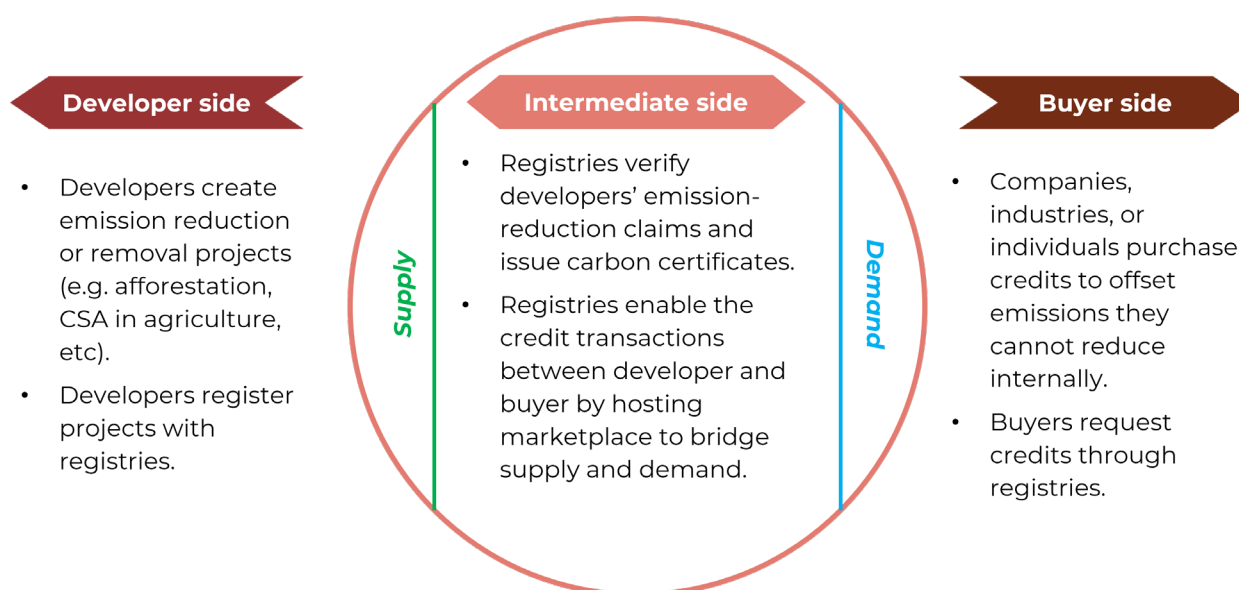 Developer side
• Developers create
emission reduction
or removal projects
(e.g. afforestation,
CSA in agriculture,
etc).
• Developers register
projects with
registries.
Supply
Intermediate side
• Registries verify
developers’ emission-
reduction claims and
issue carbon certificates.
• Registries enable the
credit transactions
between developer and
buyer by hosting
marketplace to bridge
supply and demand.
Demand
Buyer side
• Companies,
industries, or
individuals purchase
credits to offset
emissions they
cannot reduce
internally.
• Buyers request
credits through
registries.